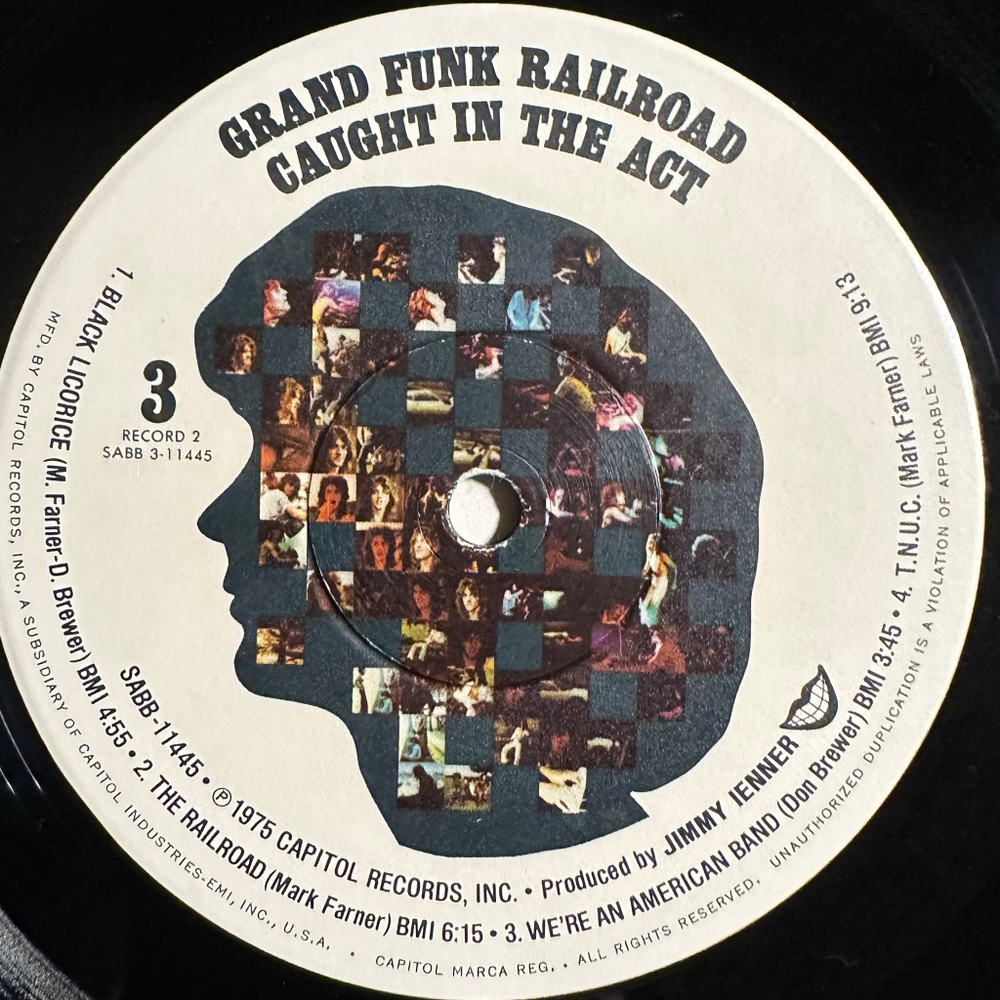 GRAND FUNK RAILROAD
CAUGHT IN THE ACT
3
RECORD 2
SABB 3-11445
1. BLACK LICORICE (M. Farner-D. Brewer) BMI 4:55 • 2. THE RAILROAD (Mark Farner) BMI 6:15 • 3. WE'RE AN AMERICAN BAND (Don Brewer) BMI 3:45 • 4. T.N.U.C. (Mark Farner) BMI 9:13
SABB-11445 • ℗ 1975 CAPITOL RECORDS, INC. • Produced by JIMMY IENNER
MFD. BY CAPITOL RECORDS, INC., A SUBSIDIARY OF CAPITOL INDUSTRIES-EMI, INC., U.S.A. • CAPITOL MARCA REG. • ALL RIGHTS RESERVED. UNAUTHORIZED DUPLICATION IS A VIOLATION OF APPLICABLE LAWS